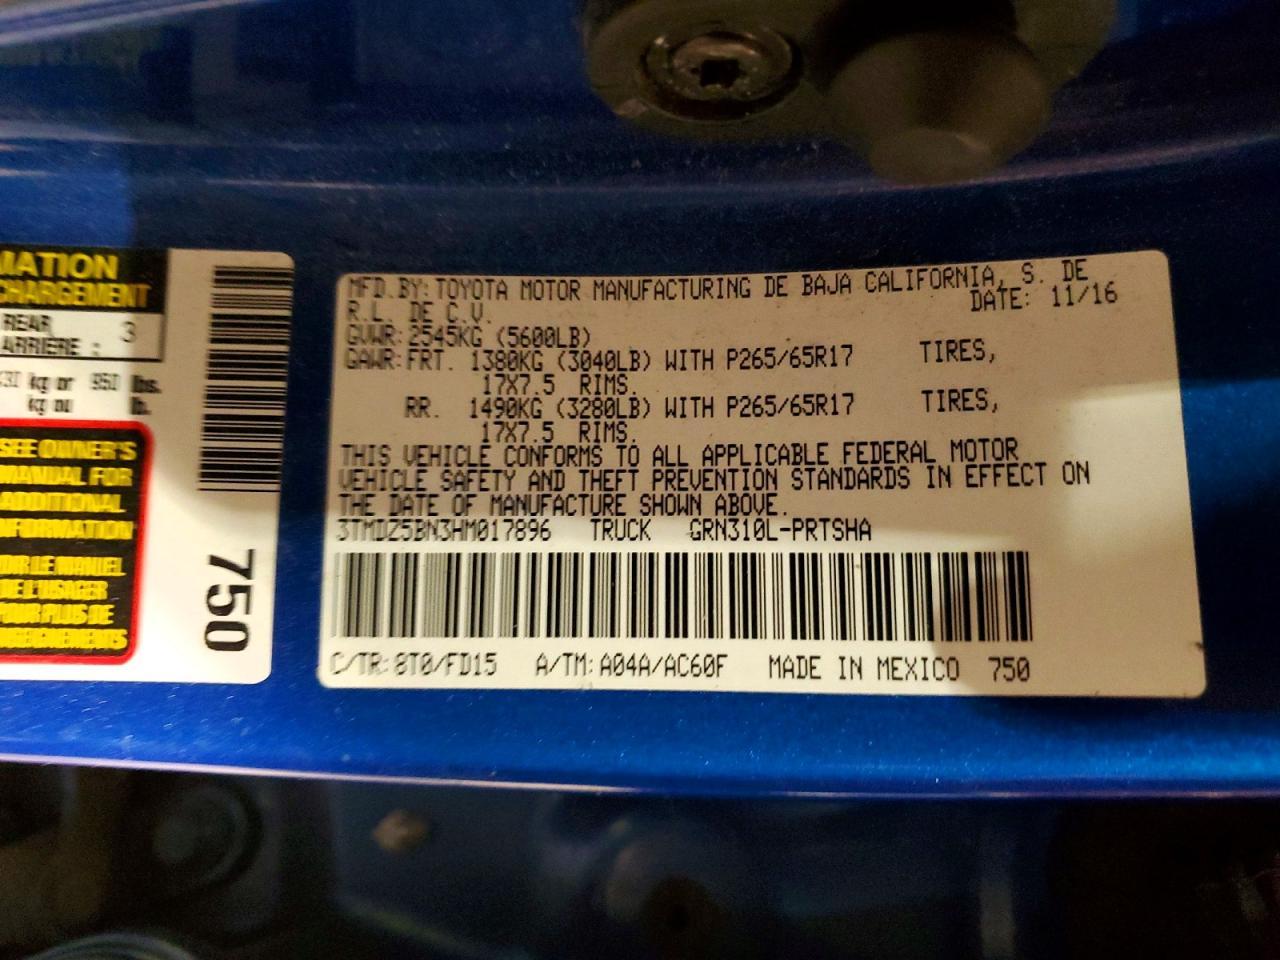 MATION
CHARGEMENT
REAR
ARRIÈRE : 3
kg or 950 lbs.
kg ou lb.
SEE OWNER'S
MANUAL FOR
ADDITIONAL
INFORMATION
LE MANUEL
DE L'USAGER
POUR PLUS DE
750
MFD.BY: TOYOTA MOTOR MANUFACTURING DE BAJA CALIFORNIA, S. DE
R.L. DE C.V. DATE: 11/16
GVWR: 2545KG (5600LB)
GAWR: FRT. 1380KG (3040LB) WITH P265/65R17 TIRES,
17X7.5 RIMS.
RR. 1490KG (3280LB) WITH P265/65R17 TIRES,
17X7.5 RIMS.
THIS VEHICLE CONFORMS TO ALL APPLICABLE FEDERAL MOTOR
VEHICLE SAFETY AND THEFT PREVENTION STANDARDS IN EFFECT ON
THE DATE OF MANUFACTURE SHOWN ABOVE.
3TMDZ5BN3HM017896 TRUCK GRN310L-PRTSHA
C/TR: 8T0/FD15 A/TM: A04A/AC60F MADE IN MEXICO 750